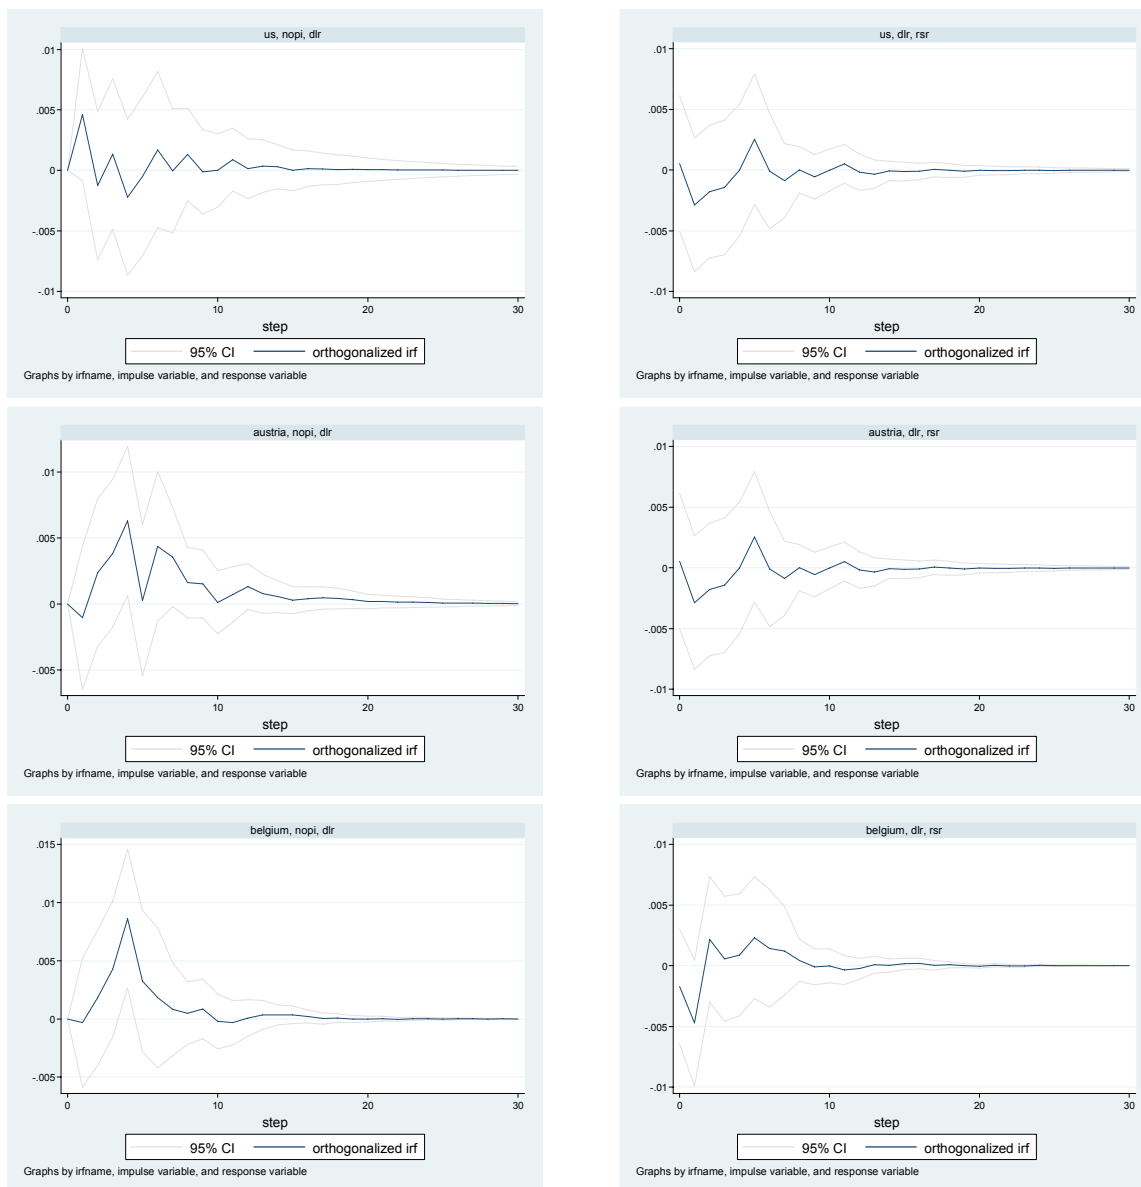 us, nopi, dlr
.01
.005
0
-.005
-.01
0 10 20 30
step
95% CI orthogonalized irf
Graphs by irfname, impulse variable, and response variable
us, dlr, rsr
.01
.005
0
-.005
-.01
0 10 20 30
step
95% CI orthogonalized irf
Graphs by irfname, impulse variable, and response variable
austria, nopi, dlr
.01
.005
0
-.005
0 10 20 30
step
95% CI orthogonalized irf
Graphs by irfname, impulse variable, and response variable
austria, dlr, rsr
.01
.005
0
-.005
-.01
0 10 20 30
step
95% CI orthogonalized irf
Graphs by irfname, impulse variable, and response variable
belgium, nopi, dlr
.015
.01
.005
0
-.005
0 10 20 30
step
95% CI orthogonalized irf
Graphs by irfname, impulse variable, and response variable
belgium, dlr, rsr
.01
.005
0
-.005
-.01
0 10 20 30
step
95% CI orthogonalized irf
Graphs by irfname, impulse variable, and response variable